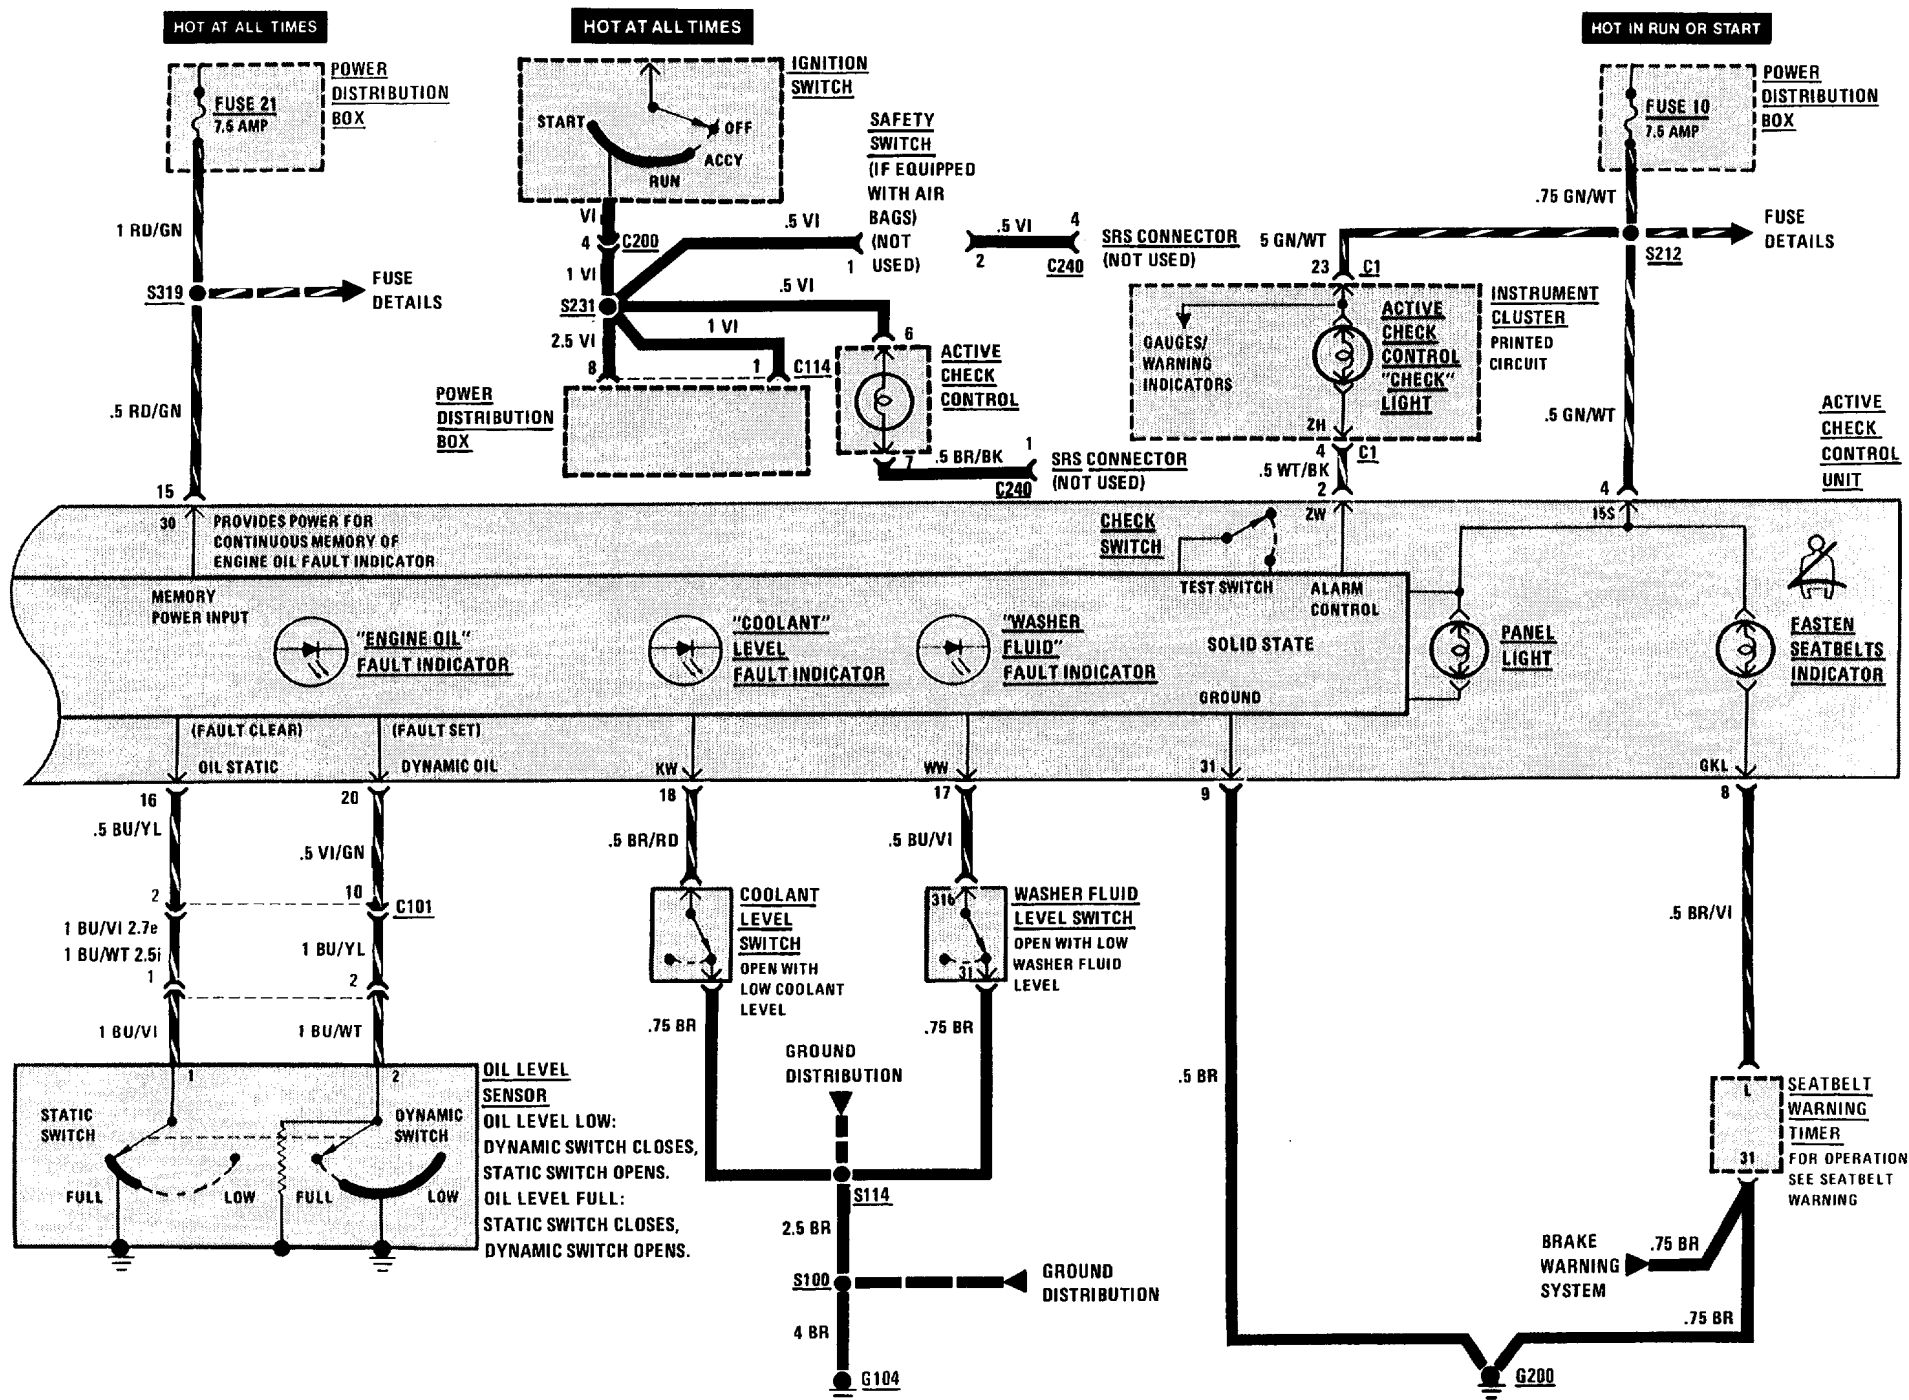 HOT AT ALL TIMES
HOT AT ALL TIMES
HOT IN RUN OR START
POWER
DISTRIBUTION
BOX
FUSE 21
7.5 AMP
IGNITION
SWITCH
START
OFF
ACCY
RUN
SAFETY
SWITCH
(IF EQUIPPED
WITH AIR
BAGS)
(NOT
USED)
POWER
DISTRIBUTION
BOX
FUSE 10
7.5 AMP
1 RD/GN
VI
4
C200
1 VI
.5 VI
1
.5 VI
2
4
C240
SRS CONNECTOR
(NOT USED)
.75 GN/WT
5 GN/WT
23
C1
FUSE
DETAILS
S212
S319
FUSE
DETAILS
S231
.5 VI
1 VI
2.5 VI
8
1
C114
6
ACTIVE
CHECK
CONTROL
7
.5 BR/BK
1
C240
SRS CONNECTOR
(NOT USED)
POWER
DISTRIBUTION
BOX
GAUGES/
WARNING
INDICATORS
ACTIVE
CHECK
CONTROL
"CHECK"
LIGHT
INSTRUMENT
CLUSTER
PRINTED
CIRCUIT
2H
4
C1
.5 WT/BK
2
.5 RD/GN
15
.5 GN/WT
4
ACTIVE
CHECK
CONTROL
UNIT
30
PROVIDES POWER FOR
CONTINUOUS MEMORY OF
ENGINE OIL FAULT INDICATOR
CHECK
SWITCH
2W
15S
MEMORY
POWER INPUT
TEST SWITCH
ALARM
CONTROL
"ENGINE OIL"
FAULT INDICATOR
"COOLANT"
LEVEL
FAULT INDICATOR
"WASHER
FLUID"
FAULT INDICATOR
SOLID STATE
GROUND
PANEL
LIGHT
FASTEN
SEATBELTS
INDICATOR
(FAULT CLEAR)
(FAULT SET)
OIL STATIC
DYNAMIC OIL
KW
WW
31
GKL
16
20
18
17
9
8
.5 BU/YL
.5 VI/GN
.5 BR/RD
.5 BU/VI
2
10
C101
1 BU/VI 2.7e
1 BU/WT 2.5i
1 BU/YL
1
2
1 BU/VI
1 BU/WT
COOLANT
LEVEL
SWITCH
OPEN WITH
LOW COOLANT
LEVEL
31b
31
WASHER FLUID
LEVEL SWITCH
OPEN WITH LOW
WASHER FLUID
LEVEL
.75 BR
.75 BR
.5 BR/VI
.5 BR
GROUND
DISTRIBUTION
1
2
STATIC
SWITCH
DYNAMIC
SWITCH
FULL
LOW
FULL
LOW
OIL LEVEL
SENSOR
OIL LEVEL LOW:
DYNAMIC SWITCH CLOSES,
STATIC SWITCH OPENS.
OIL LEVEL FULL:
STATIC SWITCH CLOSES,
DYNAMIC SWITCH OPENS.
S114
2.5 BR
S100
GROUND
DISTRIBUTION
4 BR
G104
L
31
SEATBELT
WARNING
TIMER
FOR OPERATION
SEE SEATBELT
WARNING
BRAKE
WARNING
SYSTEM
.75 BR
.75 BR
G200